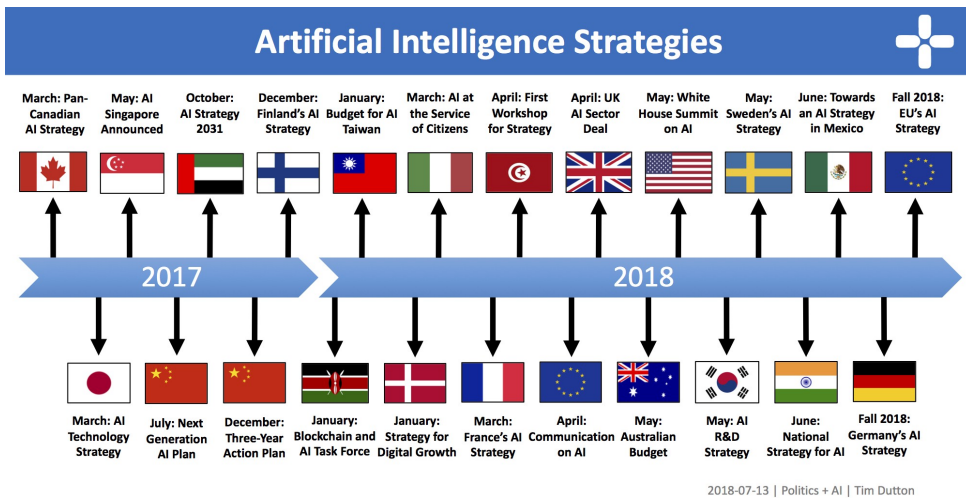 Artificial Intelligence Strategies
March: Pan-
Canadian
AI Strategy
May: AI
Singapore
Announced
October:
AI Strategy
2031
December:
Finland's AI
Strategy
January:
Budget for AI
Taiwan
March: AI at
the Service
of Citizens
April: First
Workshop
for Strategy
April: UK
AI Sector
Deal
May: White
House Summit
on AI
May:
Sweden's AI
Strategy
June: Towards
an AI Strategy
in Mexico
Fall 2018:
EU's AI
Strategy
2017
2018
March: AI
Technology
Strategy
July: Next
Generation
AI Plan
December:
Three-Year
Action Plan
January:
Blockchain and
AI Task Force
January:
Strategy for
Digital Growth
March:
France's AI
Strategy
April:
Communication
on AI
May:
Australian
Budget
May: AI
R&D
Strategy
June:
National
Strategy for AI
Fall 2018:
Germany's AI
Strategy
2018-07-13 | Politics + AI | Tim Dutton